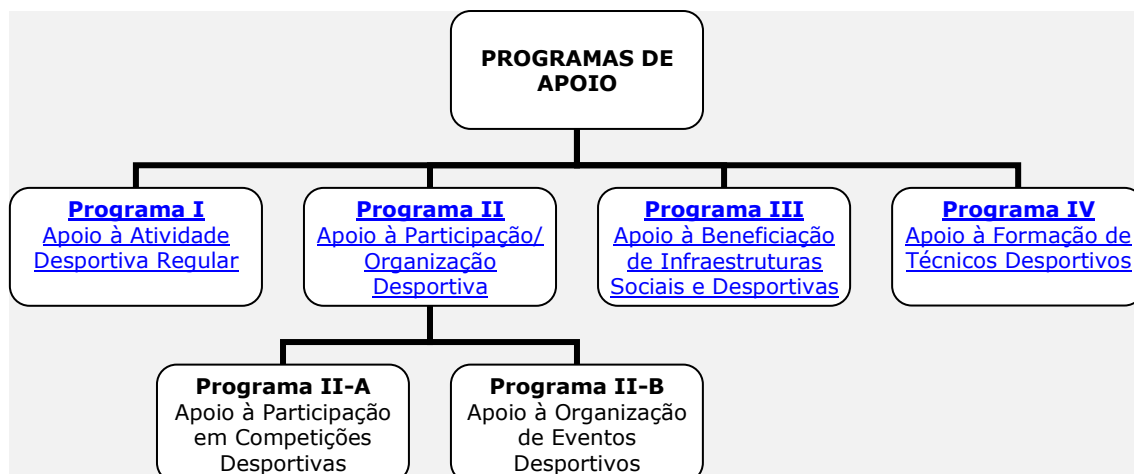 PROGRAMAS DE
APOIO
Programa I
Apoio à Atividade
Desportiva Regular
Programa II
Apoio à Participação/
Organização
Desportiva
Programa III
Apoio à Beneficiação
de Infraestruturas
Sociais e Desportivas
Programa IV
Apoio à Formação de
Técnicos Desportivos
Programa II-A
Apoio à Participação
em Competições
Desportivas
Programa II-B
Apoio à Organização
de Eventos
Desportivos